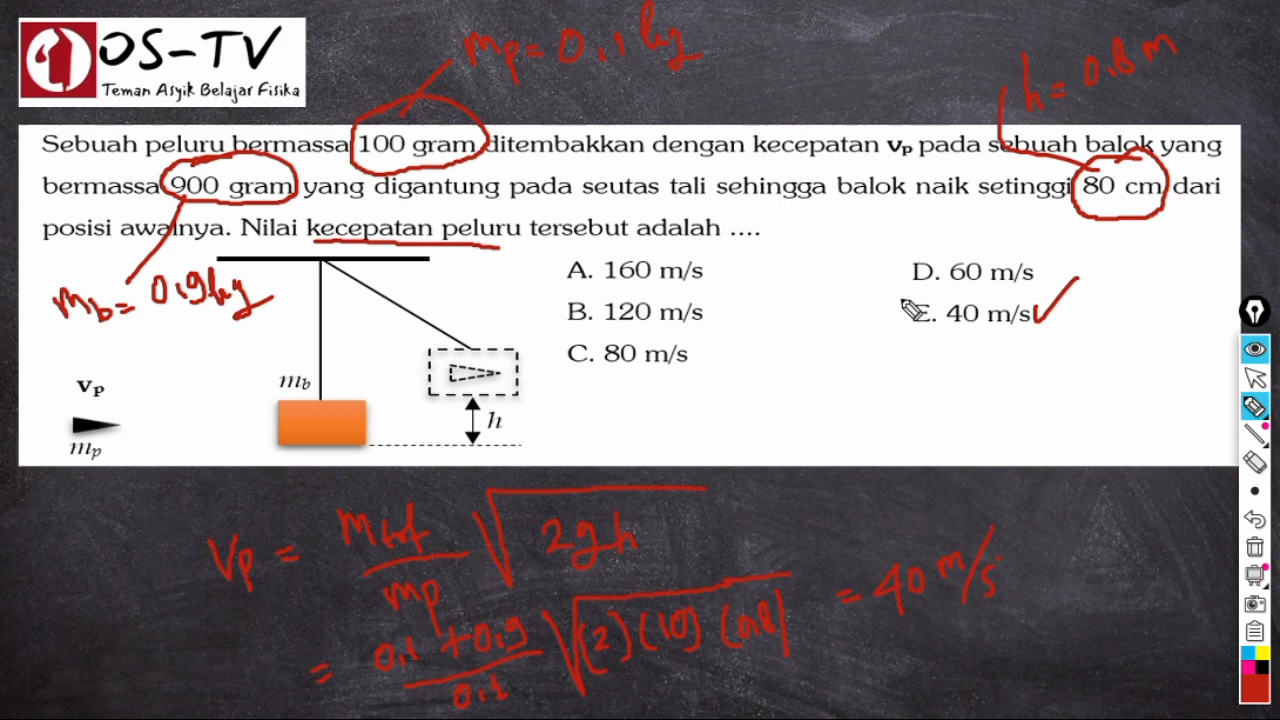 OS-TV
Teman Asyik Belajar Fisika
mp = 0,1 kg
h = 0,8 m
Sebuah peluru bermassa 100 gram ditembakkan dengan kecepatan vp pada sebuah balok yang
bermassa 900 gram yang digantung pada seutas tali sehingga balok naik setinggi 80 cm dari
posisi awalnya. Nilai kecepatan peluru tersebut adalah ....
mb = 0,9 kg
A. 160 m/s
B. 120 m/s
C. 80 m/s
D. 60 m/s
E. 40 m/s
vp
mp
mb
h
Vp = mtot/mp √2gh
= 0,1 + 0,9/0,1 √(2)(10)(0,8) = 40 m/s